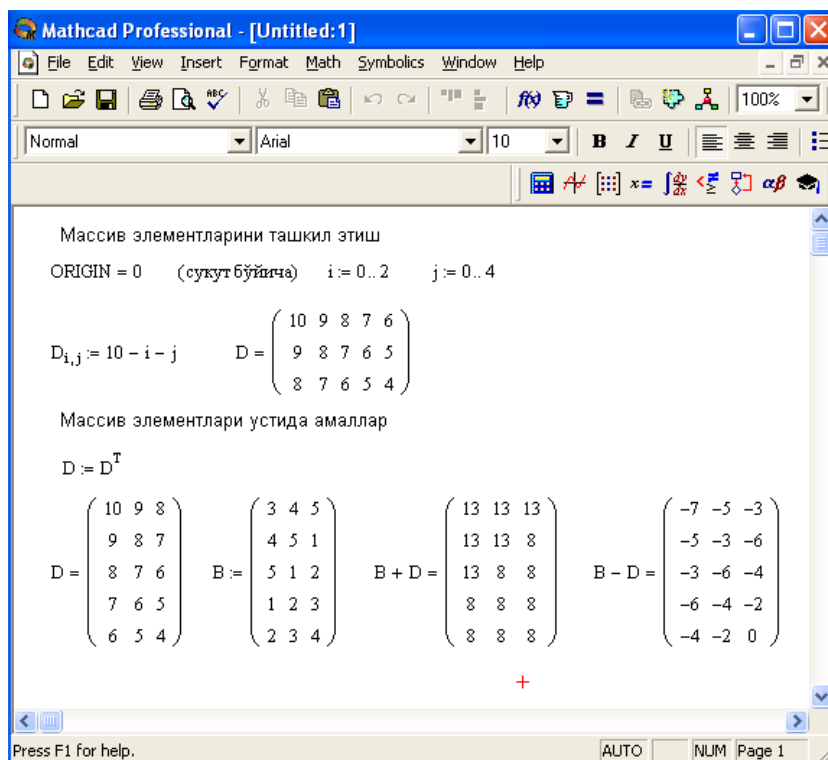 Mathcad Professional - [Untitled:1]
File Edit View Insert Format Math Symbolics Window Help
100%
Normal Arial 10 B I U
x= αβ
Массив элементларини ташкил этиш
ORIGIN = 0 (сукут бўйича) i := 0.. 2 j := 0.. 4
D i,j := 10 − i − j D = ( 10 9 8 7 6
9 8 7 6 5
8 7 6 5 4 )
Массив элементлари устида амаллар
D := D^T
D = ( 10 9 8 ) B := ( 3 4 5 ) B + D = ( 13 13 13 ) B − D = ( −7 −5 −3 )
9 8 7 4 5 1 13 13 8 −5 −3 −6
8 7 6 5 1 2 13 8 8 −3 −6 −4
7 6 5 1 2 3 8 8 8 −6 −4 −2
6 5 4 2 3 4 8 8 8 −4 −2 0
Press F1 for help. AUTO NUM Page 1